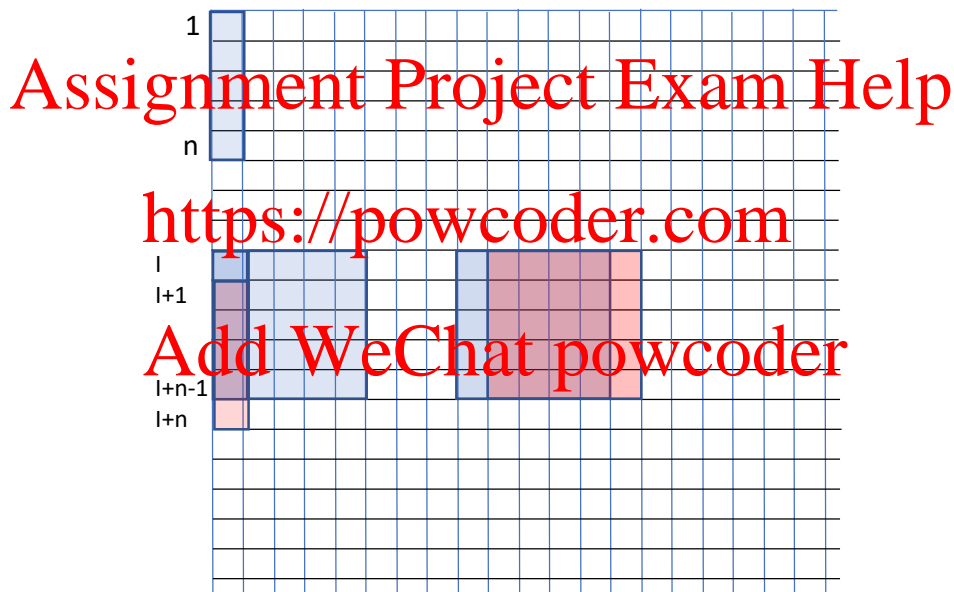 1
Assignment Project Exam Help
n
https://powcoder.com
I
I+1
Add WeChat powcoder
I+n-1
I+n